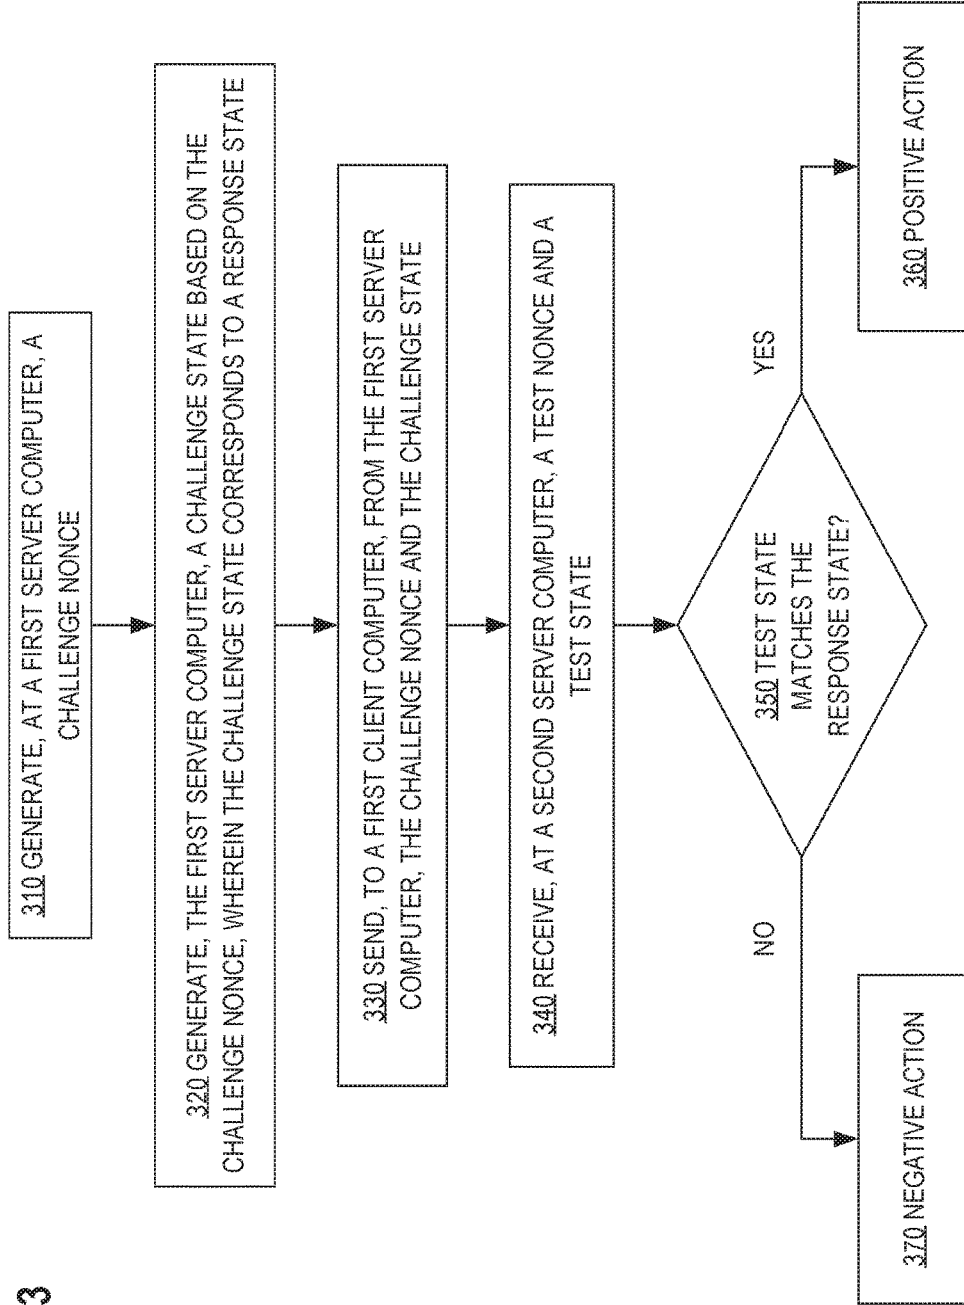 3
310 GENERATE, AT A FIRST SERVER COMPUTER, A
CHALLENGE NONCE
320 GENERATE, THE FIRST SERVER COMPUTER, A CHALLENGE STATE BASED ON THE
CHALLENGE NONCE, WHEREIN THE CHALLENGE STATE CORRESPONDS TO A RESPONSE STATE
330 SEND, TO A FIRST CLIENT COMPUTER, FROM THE FIRST SERVER
COMPUTER, THE CHALLENGE NONCE AND THE CHALLENGE STATE
340 RECEIVE, AT A SECOND SERVER COMPUTER, A TEST NONCE AND A
TEST STATE
350 TEST STATE
MATCHES THE
RESPONSE STATE?
NO
YES
370 NEGATIVE ACTION
360 POSITIVE ACTION